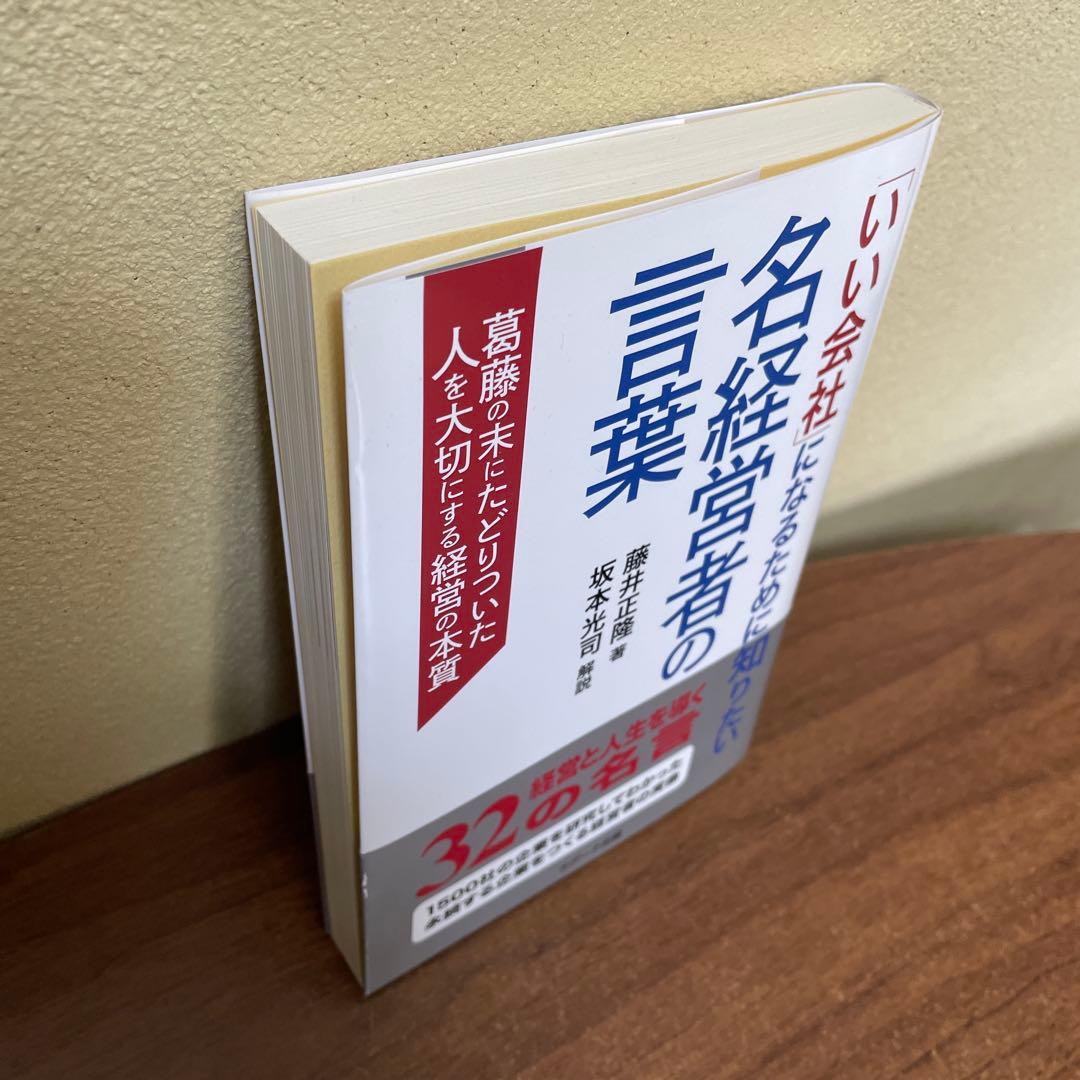 「いい会社」になるために知りたい
名経営者の
言葉
藤井正隆 著
坂本光司 解説
葛藤の末にたどりついた
人を大切にする経営の本質
経営と人生を導く
32の名言
1500社の企業を研究してわかった
永続する企業をつくる経営者の実像